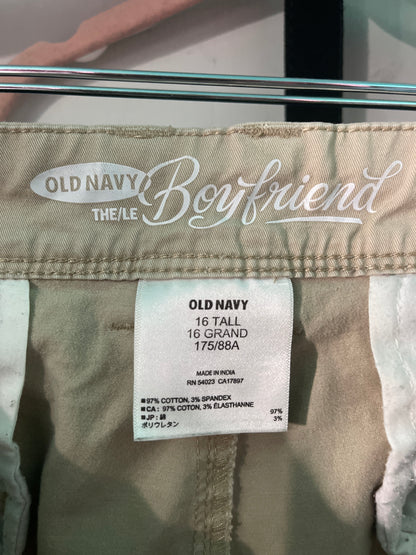 OLD NAVY
THE/LE
Boyfriend
OLD NAVY
16 TALL
16 GRAND
175/88A
MADE IN INDIA
RN 54023 CA17897
■97% COTTON, 3% SPANDEX
■CA: 97% COTON, 3% ÉLASTHANNE
■JP: 綿 97%
ポリウレタン 3%